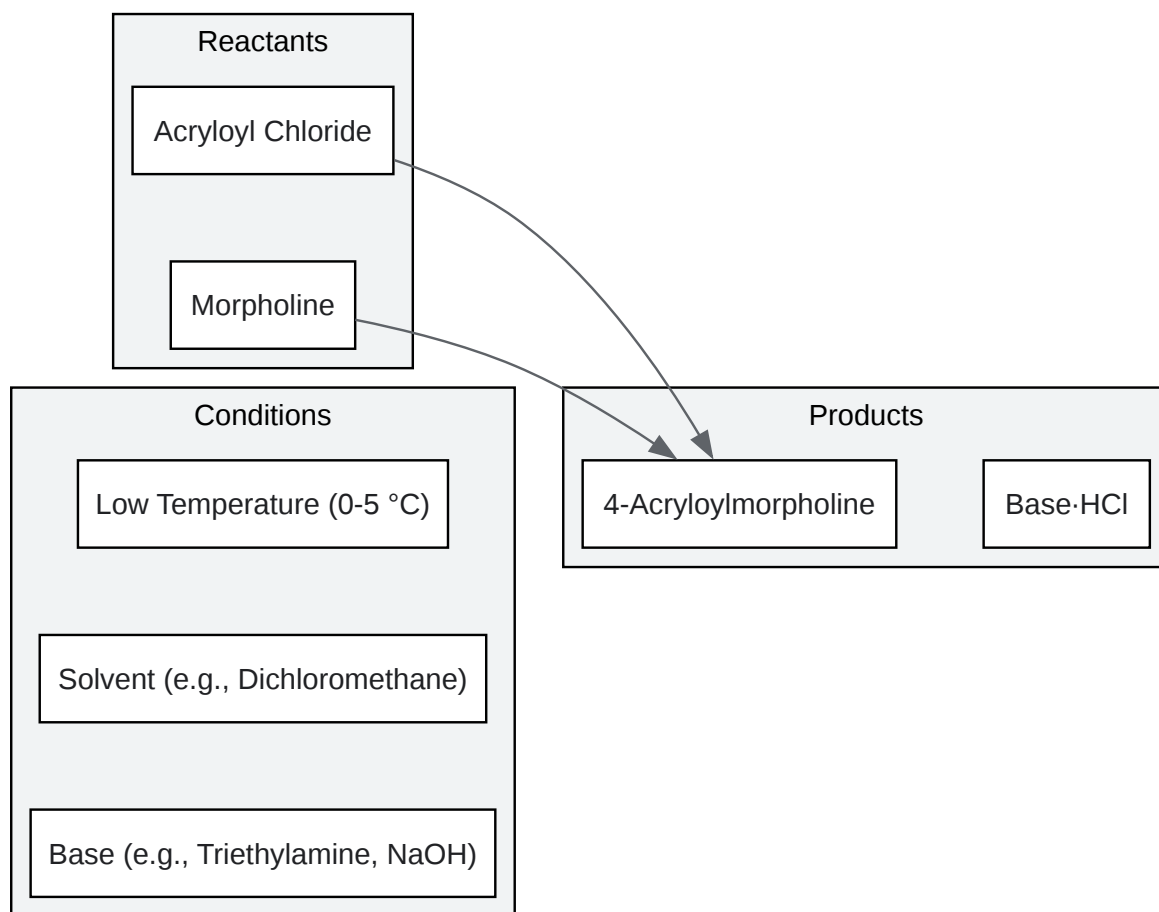 Reactants
Acryloyl Chloride
Morpholine
Conditions
Low Temperature (0-5 °C)
Solvent (e.g., Dichloromethane)
Base (e.g., Triethylamine, NaOH)
Products
4-Acryloylmorpholine
Base·HCl